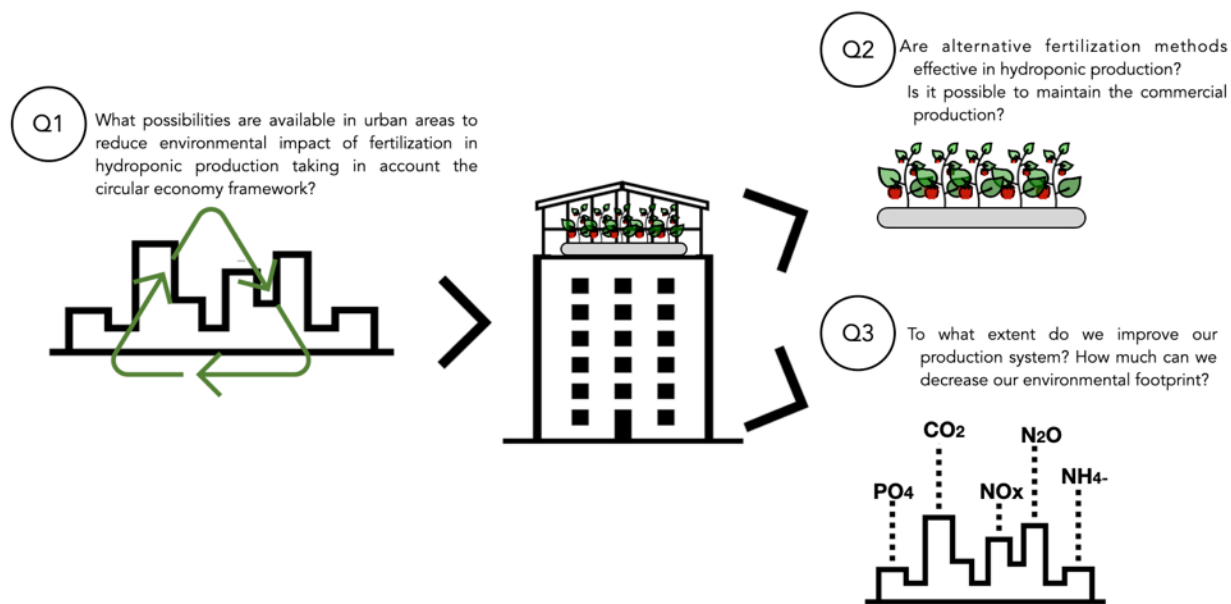 Q1
What possibilities are available in urban areas to
reduce environmental impact of fertilization in
hydroponic production taking in account the
circular economy framework?
Q2
Are alternative fertilization methods
effective in hydroponic production?
Is it possible to maintain the commercial
production?
Q3
To what extent do we improve our
production system? How much can we
decrease our environmental footprint?
PO4
CO2
NOx
N2O
NH4-